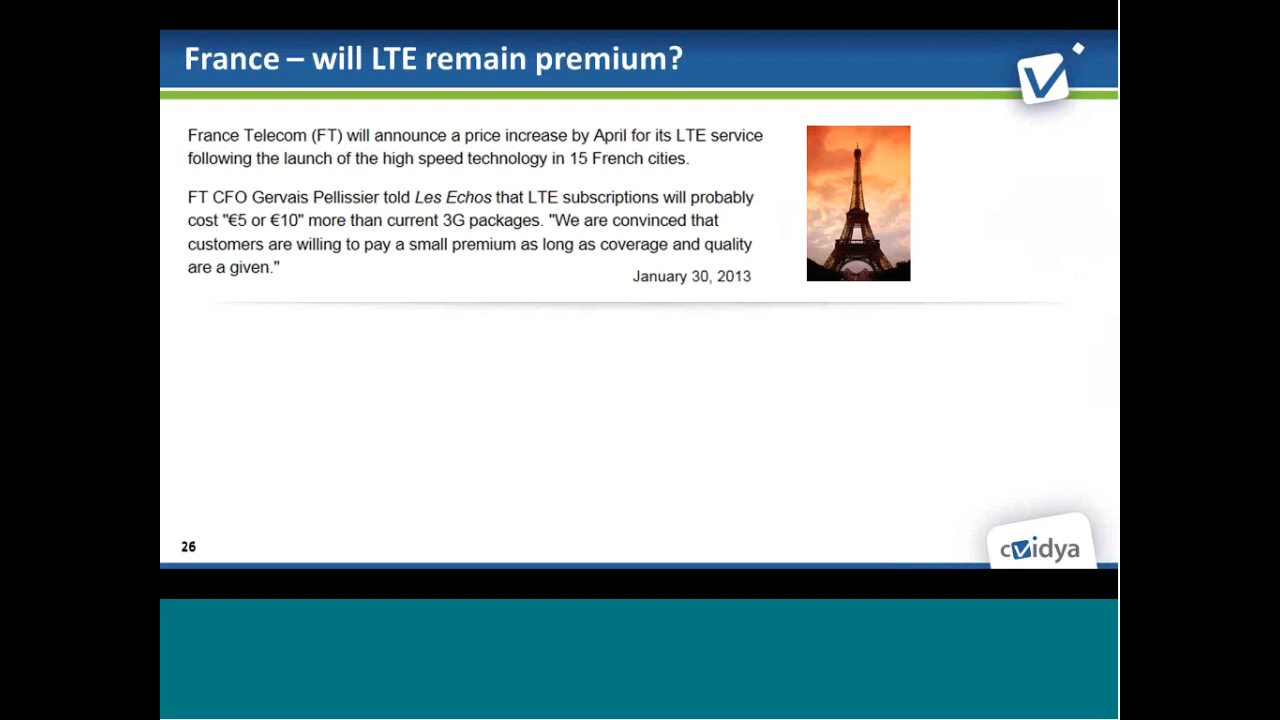 France – will LTE remain premium?
France Telecom (FT) will announce a price increase by April for its LTE service
following the launch of the high speed technology in 15 French cities.
FT CFO Gervais Pellissier told Les Echos that LTE subscriptions will probably
cost "€5 or €10" more than current 3G packages. "We are convinced that
customers are willing to pay a small premium as long as coverage and quality
are a given."
January 30, 2013
26
cvidya